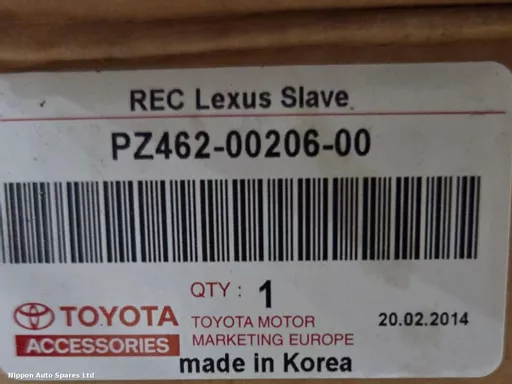 REC Lexus Slave
PZ462-00206-00
QTY : 1
TOYOTA
ACCESSORIES
TOYOTA MOTOR
MARKETING EUROPE
20.02.2014
made in Korea
Nippon Auto Spares Ltd